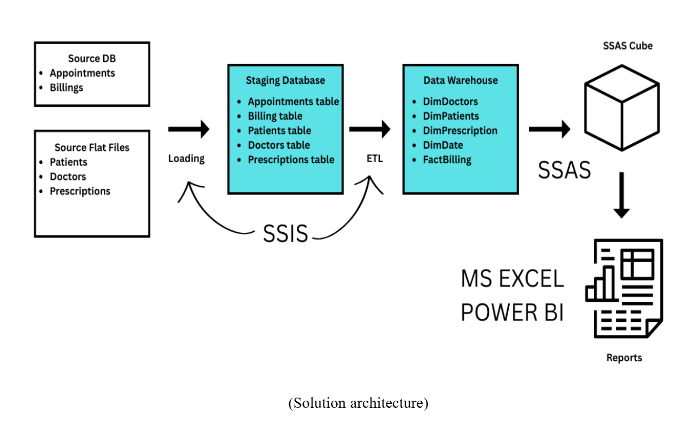 Source DB
• Appointments
• Billings
Source Flat Files
• Patients
• Doctors
• Prescriptions
Loading
Staging Database
• Appointments table
• Billing table
• Patients table
• Doctors table
• Prescriptions table
SSIS
ETL
Data Warehouse
• DimDoctors
• DimPatients
• DimPrescription
• DimDate
• FactBilling
SSAS Cube
SSAS
MS EXCEL
POWER BI
Reports
(Solution architecture)